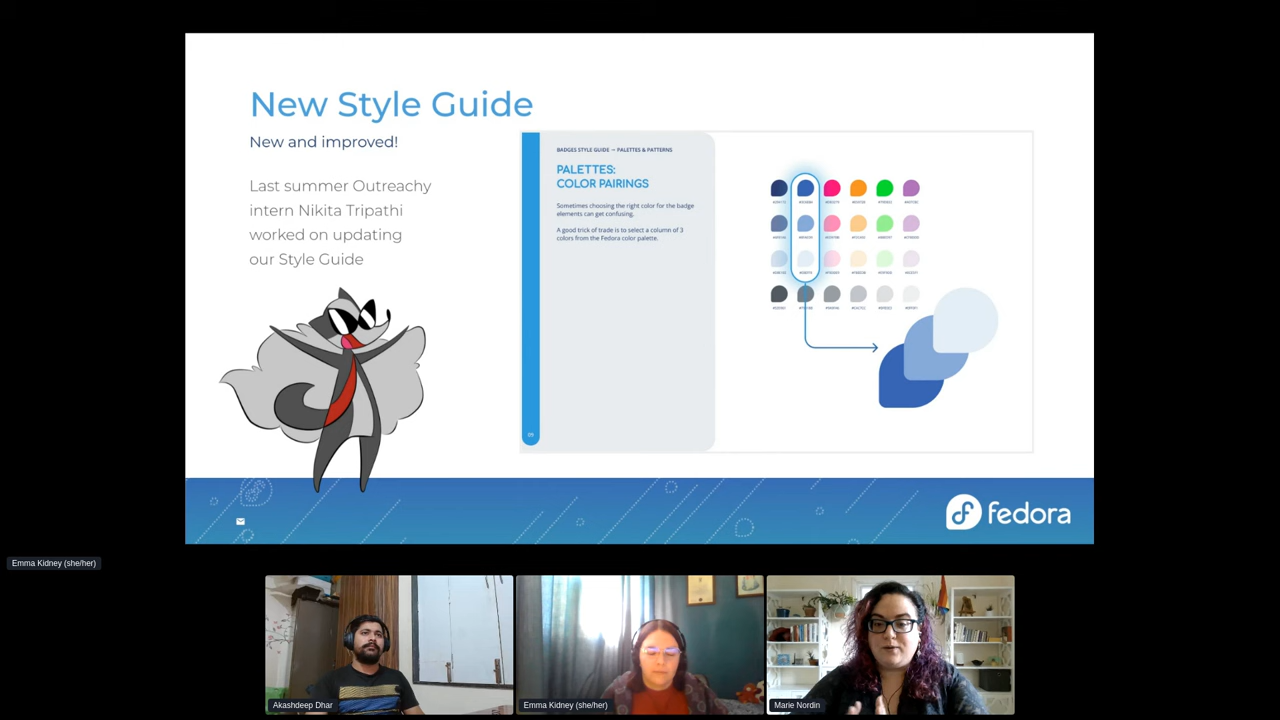 New Style Guide
New and improved!
Last summer Outreachy
intern Nikita Tripathi
worked on updating
our Style Guide
BADGES STYLE GUIDE — PALETTES & PATTERNS
PALETTES:
COLOR PAIRINGS
Sometimes choosing the right color for the badge
elements can get confusing.
A good trick of trade is to select a column of 3
colors from the Fedora color palette.
fedora
Emma Kidney (she/her)
Akashdeep Dhar
Emma Kidney (she/her)
Marie Nordin